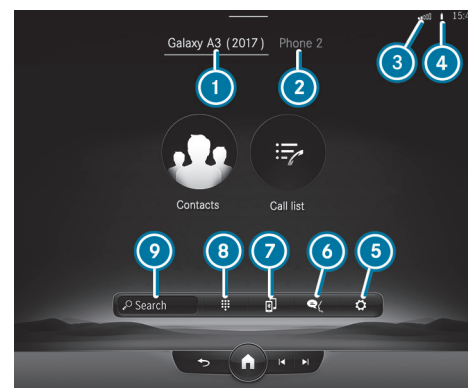 15:4
Galaxy A3 (2017) Phone 2
3 4
1 2
Contacts Call list
9 8 7 6 5
Search